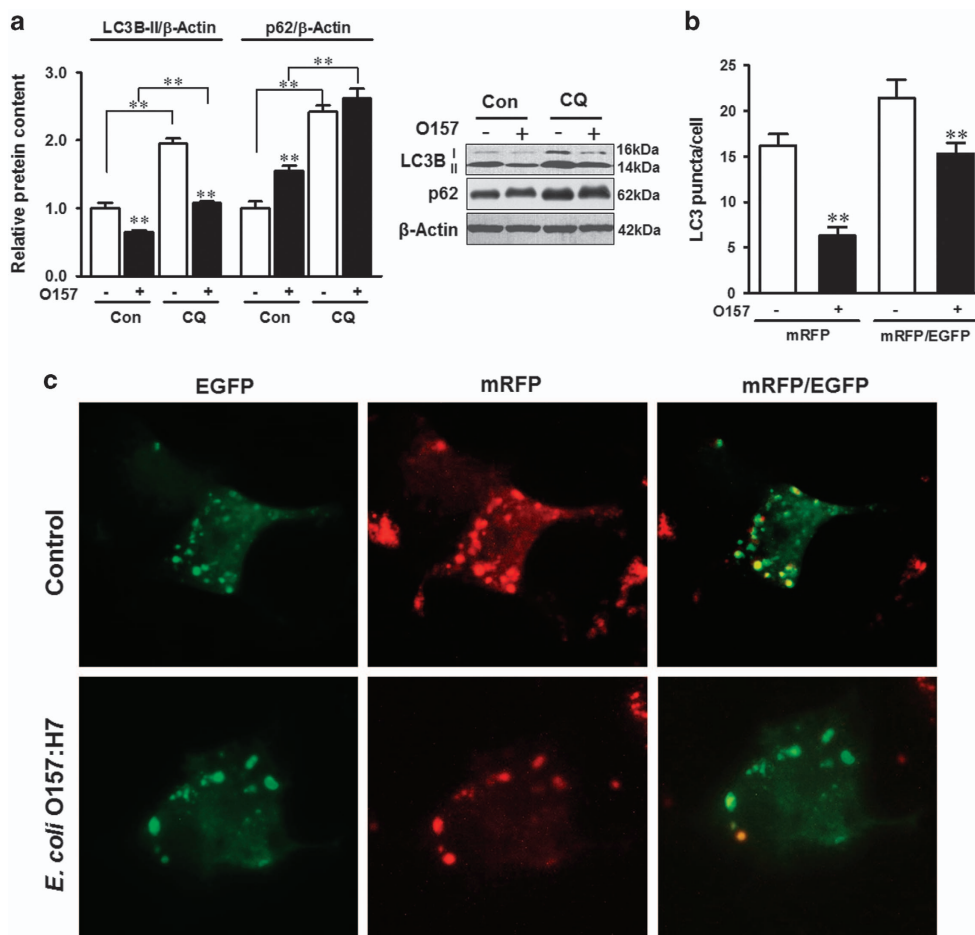 a
LC3B-II/β-Actin p62/β-Actin
Relative pretein content
3.0
2.0
1.0
0.0
** ** ** **
** ** **
O157 - + - + - + - +
Con CQ Con CQ
Con CQ
O157 - + - +
LC3B I II 16kDa 14kDa
p62 62kDa
β-Actin 42kDa
b
LC3 puncta/cell
25
20
15
10
5
0
** **
O157 - + - +
mRFP mRFP/EGFP
c
EGFP mRFP mRFP/EGFP
Control
E. coli O157:H7